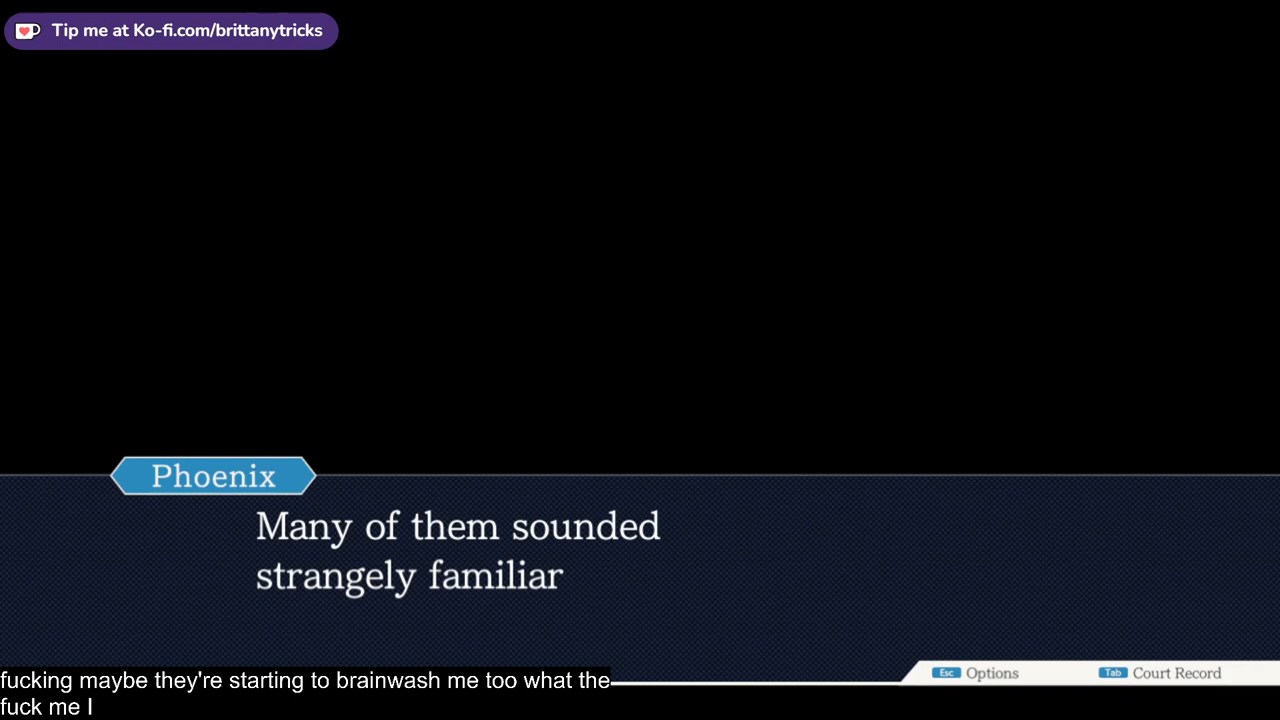 Tip me at Ko-fi.com/brittanytricks
Phoenix
Many of them sounded
strangely familiar
Esc Options Tab Court Record
fucking maybe they're starting to brainwash me too what the
fuck me I